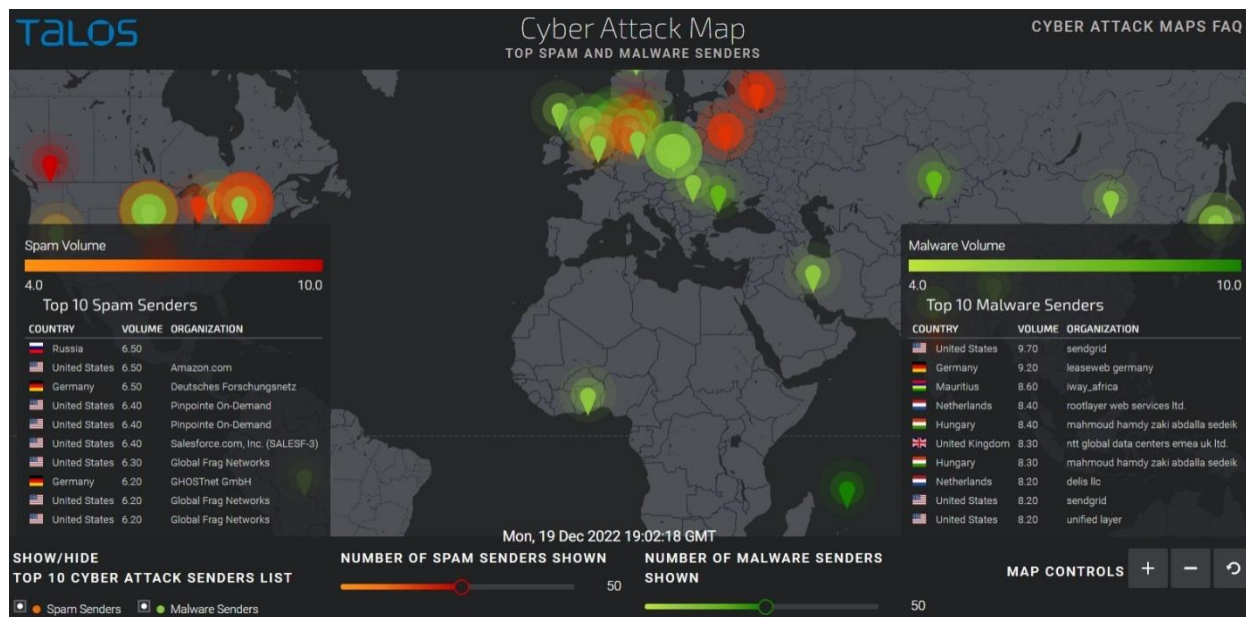 TALOS
Cyber Attack Map
TOP SPAM AND MALWARE SENDERS
CYBER ATTACK MAPS FAQ
Spam Volume
4.0 10.0
Top 10 Spam Senders
COUNTRY VOLUME ORGANIZATION
Russia 6.50
United States 6.50 Amazon.com
Germany 6.50 Deutsches Forschungsnetz
United States 6.40 Pinpointe On-Demand
United States 6.40 Pinpointe On-Demand
United States 6.40 Salesforce.com, Inc. (SALESF-3)
United States 6.30 Global Frag Networks
Germany 6.20 GHOSTnet GmbH
United States 6.20 Global Frag Networks
United States 6.20 Global Frag Networks
Malware Volume
4.0 10.0
Top 10 Malware Senders
COUNTRY VOLUME ORGANIZATION
United States 9.70 sendgrid
Germany 9.20 leaseweb germany
Mauritius 8.60 iway_africa
Netherlands 8.40 rootlayer web services ltd.
Hungary 8.40 mahmoud hamdy zaki abdalla sedeik
United Kingdom 8.30 ntt global data centers emea uk ltd.
Hungary 8.30 mahmoud hamdy zaki abdalla sedeik
Netherlands 8.20 delis llc
United States 8.20 sendgrid
United States 8.20 unified layer
Mon, 19 Dec 2022 19:02:18 GMT
SHOW/HIDE
TOP 10 CYBER ATTACK SENDERS LIST
Spam Senders Malware Senders
NUMBER OF SPAM SENDERS SHOWN
50
NUMBER OF MALWARE SENDERS
SHOWN
50
MAP CONTROLS + −